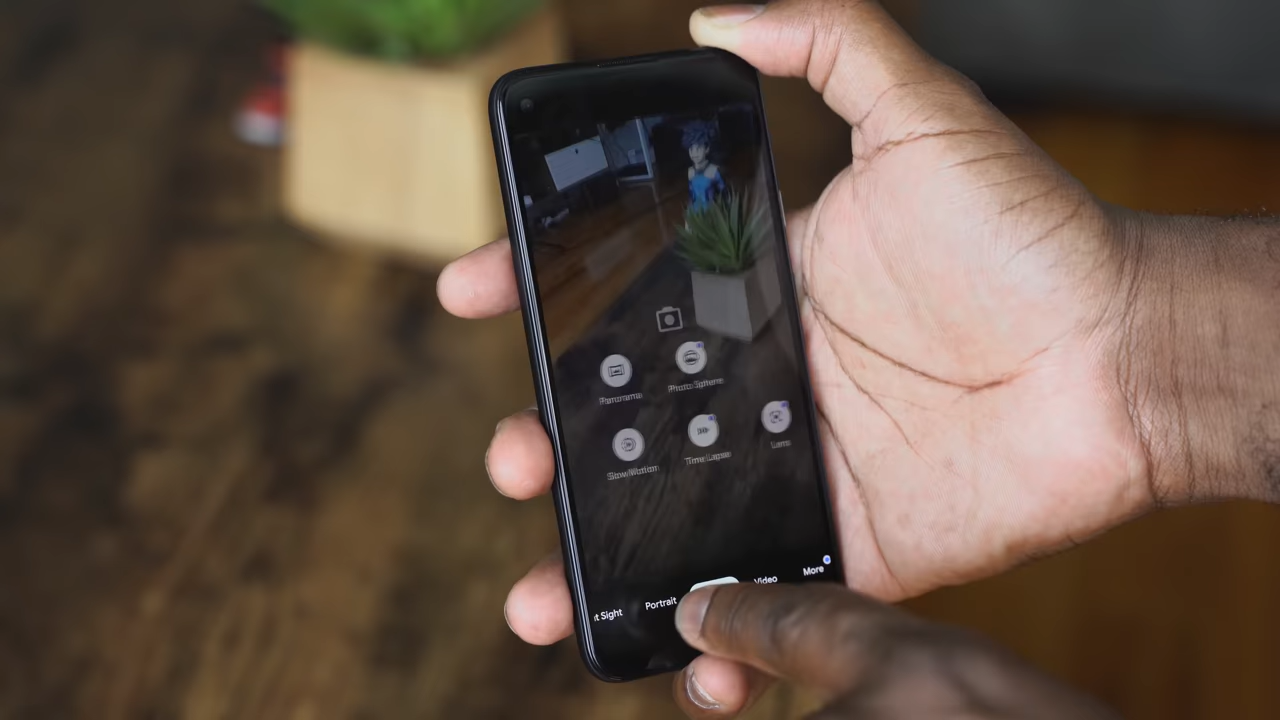 Panorama
Photo Sphere
Slow Motion
Time Lapse
Lens
t Sight
Portrait
Video
More